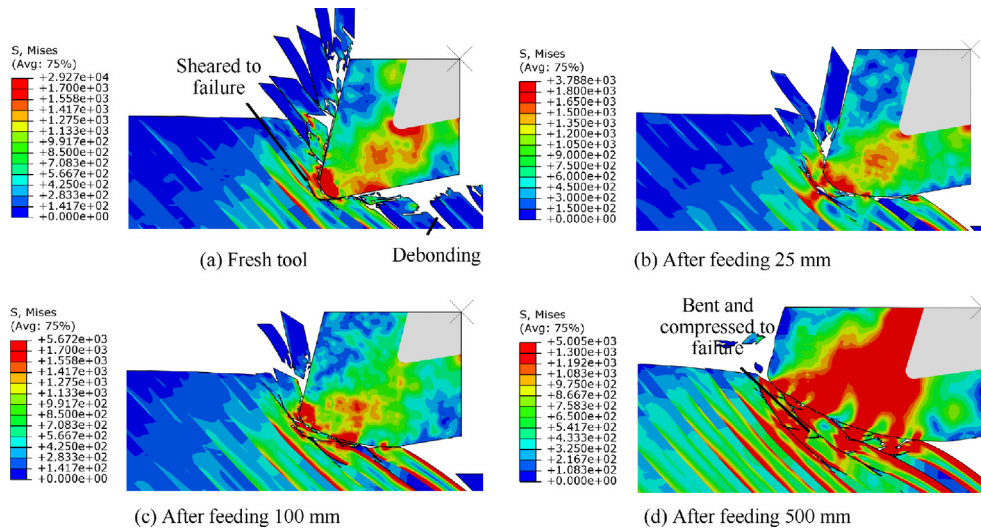 S, Mises
(Avg: 75%)
+2.927e+04
+1.700e+03
+1.558e+03
+1.417e+03
+1.275e+03
+1.133e+03
+9.917e+02
+8.500e+02
+7.083e+02
+5.667e+02
+4.250e+02
+2.833e+02
+1.417e+02
+0.000e+00
Sheared to
failure
Debonding
(a) Fresh tool
S, Mises
(Avg: 75%)
+3.788e+03
+1.800e+03
+1.650e+03
+1.500e+03
+1.350e+03
+1.200e+03
+1.050e+03
+9.000e+02
+7.500e+02
+6.000e+02
+4.500e+02
+3.000e+02
+1.500e+02
+0.000e+00
(b) After feeding 25 mm
S, Mises
(Avg: 75%)
+5.672e+03
+1.700e+03
+1.558e+03
+1.417e+03
+1.275e+03
+1.133e+03
+9.917e+02
+8.500e+02
+7.083e+02
+5.667e+02
+4.250e+02
+2.833e+02
+1.417e+02
+0.000e+00
(c) After feeding 100 mm
S, Mises
(Avg: 75%)
+5.005e+03
+1.300e+03
+1.192e+03
+1.083e+03
+9.750e+02
+8.667e+02
+7.583e+02
+6.500e+02
+5.417e+02
+4.333e+02
+3.250e+02
+2.167e+02
+1.083e+02
+0.000e+00
Bent and
compressed to
failure
(d) After feeding 500 mm